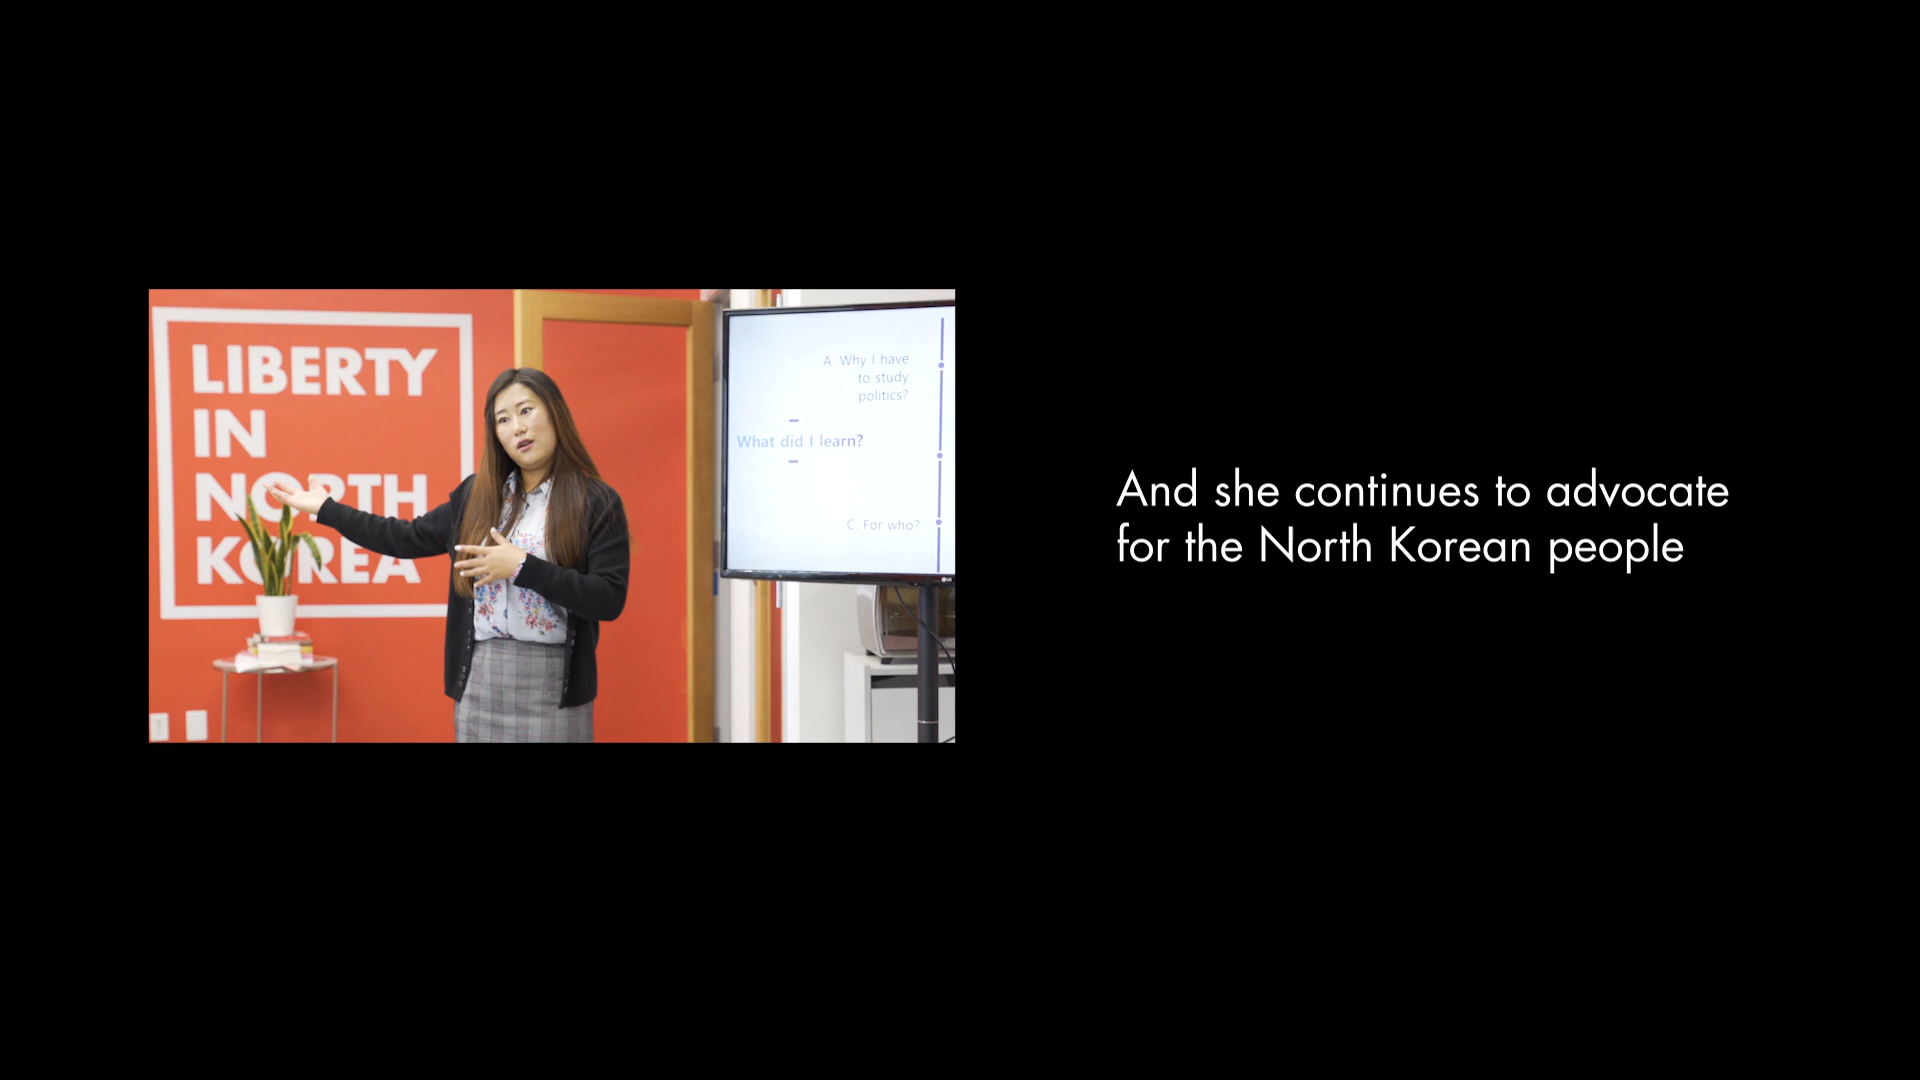 LIBERTY
IN
NORTH
KOREA
A. Why I have
to study
politics?
What did I learn?
C. For who?
LG
And she continues to advocate
for the North Korean people